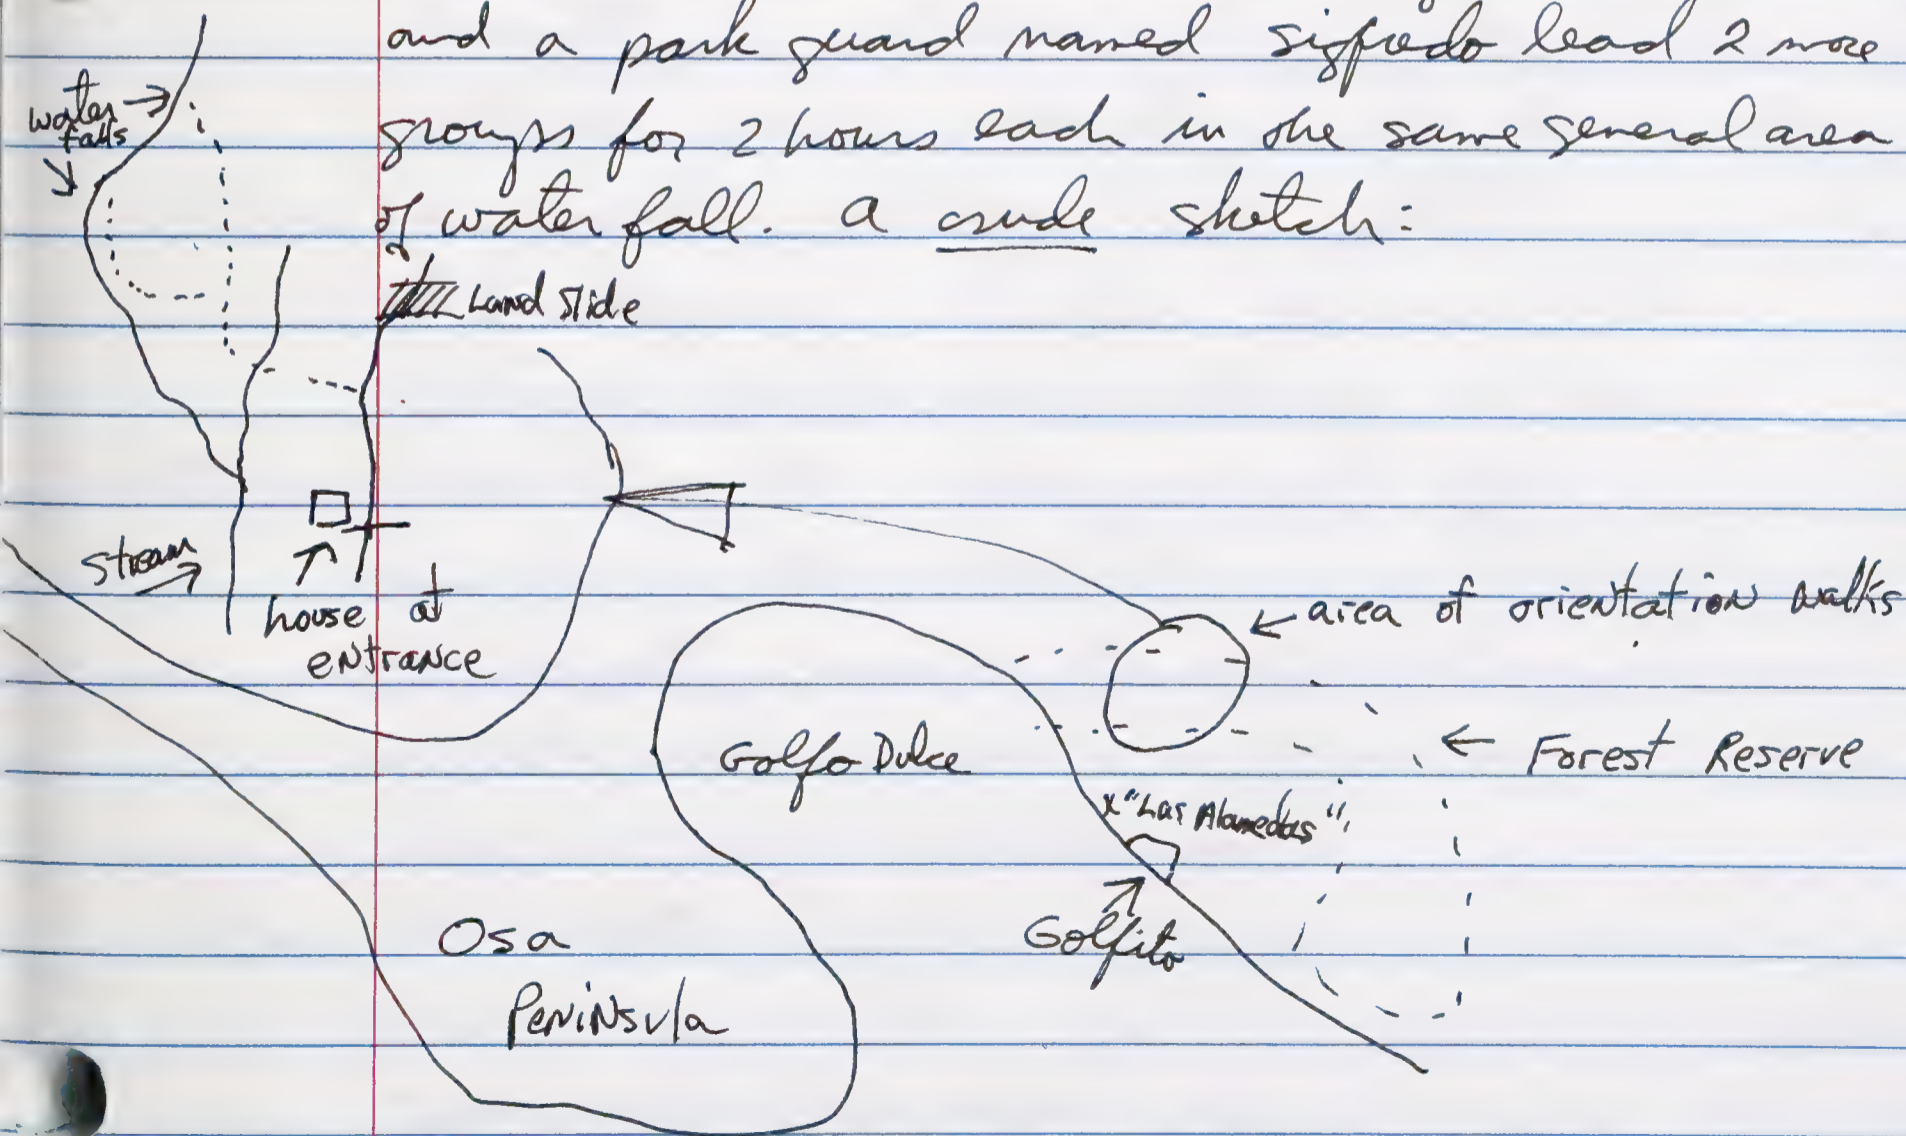 and a park guard named sigfredo lead 2 more
groups for 2 hours each in the same general area
of water fall. a crude sketch:
water
falls
Land Slide
stream
house at
entrance
area of orientation walks
Golfo Dulce
Forest Reserve
x "Las Alamedas"
Golfito
Osa
Peninsula